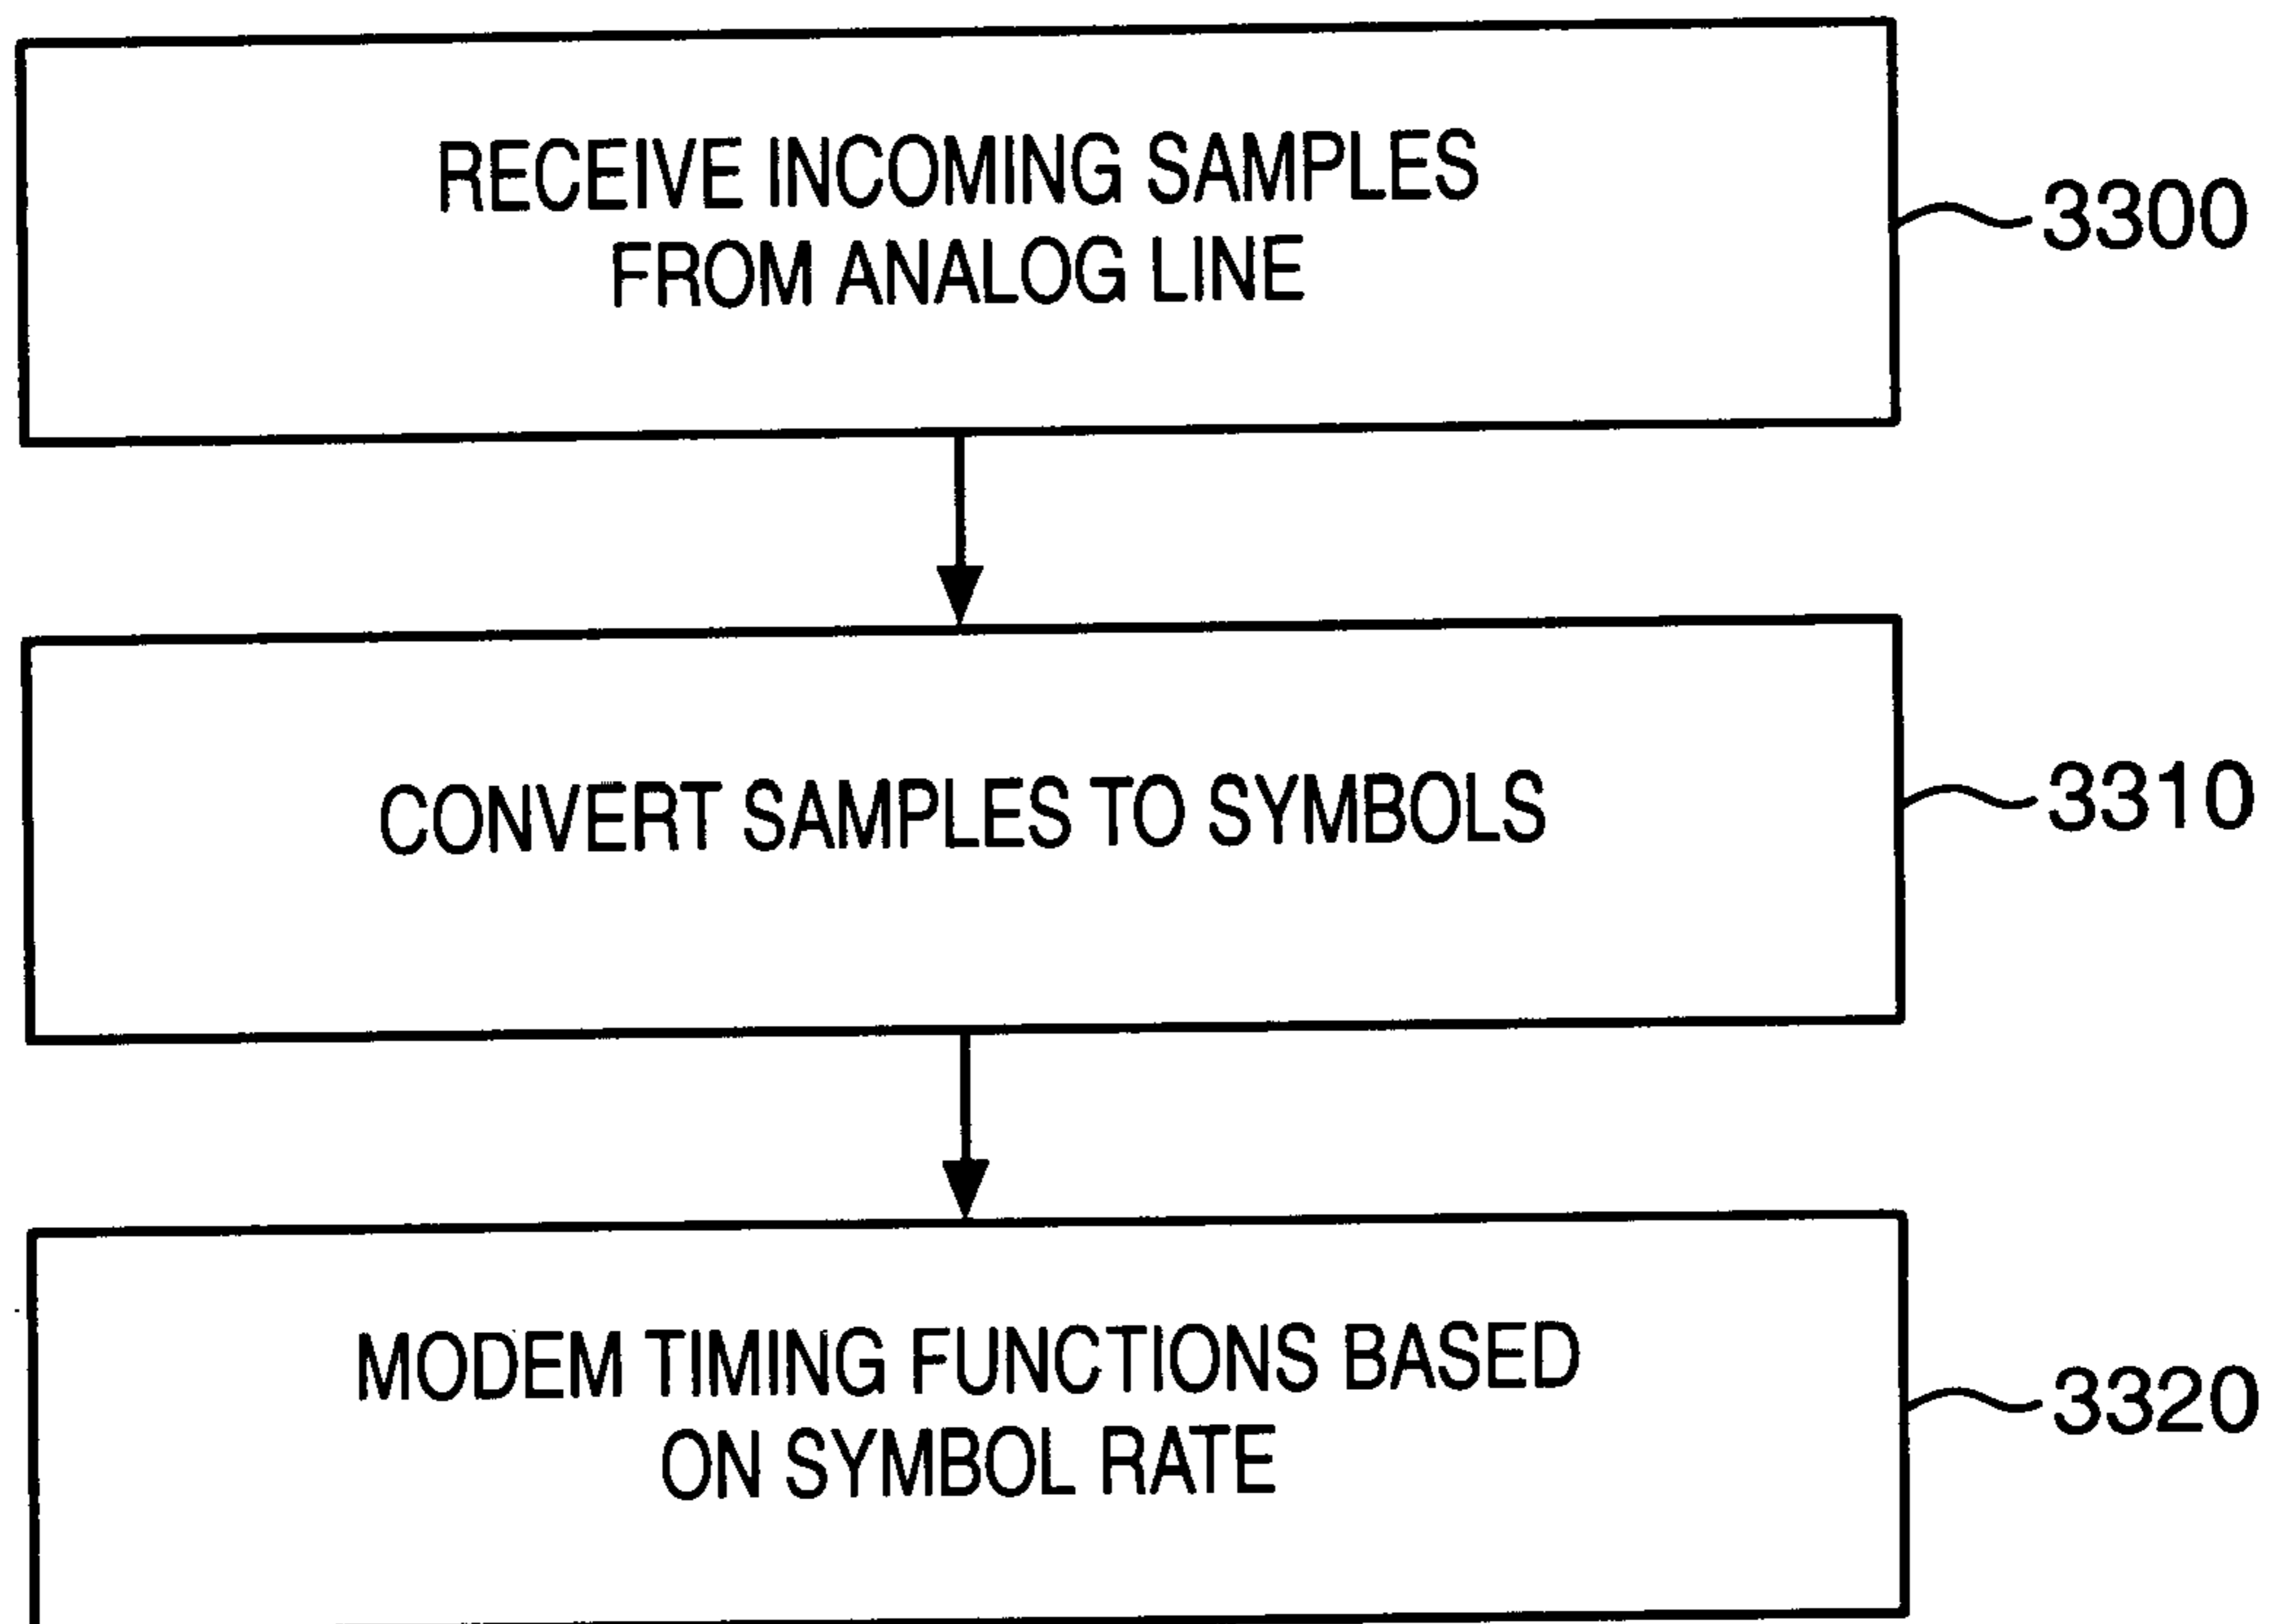 RECEIVE INCOMING SAMPLES
FROM ANALOG LINE
3300
CONVERT SAMPLES TO SYMBOLS
3310
MODEM TIMING FUNCTIONS BASED
ON SYMBOL RATE
3320